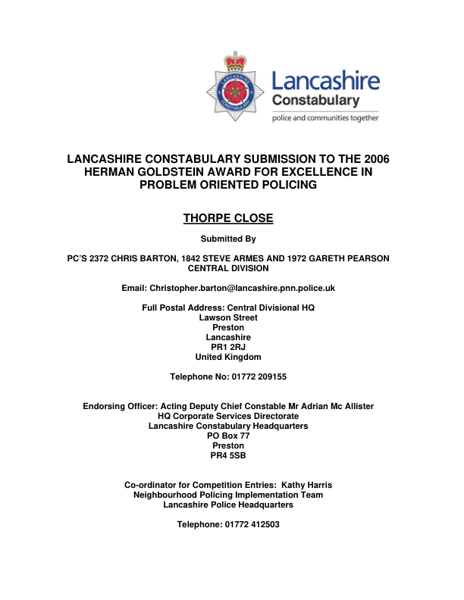 Lancashire
Constabulary
police and communities together
LANCASHIRE CONSTABULARY SUBMISSION TO THE 2006
HERMAN GOLDSTEIN AWARD FOR EXCELLENCE IN
PROBLEM ORIENTED POLICING
THORPE CLOSE
Submitted By
PC'S 2372 CHRIS BARTON, 1842 STEVE ARMES AND 1972 GARETH PEARSON
CENTRAL DIVISION
Email: Christopher.barton@lancashire.pnn.police.uk
Full Postal Address: Central Divisional HQ
Lawson Street
Preston
Lancashire
PR1 2RJ
United Kingdom
Telephone No: 01772 209155
Endorsing Officer: Acting Deputy Chief Constable Mr Adrian Mc Allister
HQ Corporate Services Directorate
Lancashire Constabulary Headquarters
PO Box 77
Preston
PR4 5SB
Co-ordinator for Competition Entries: Kathy Harris
Neighbourhood Policing Implementation Team
Lancashire Police Headquarters
Telephone: 01772 412503